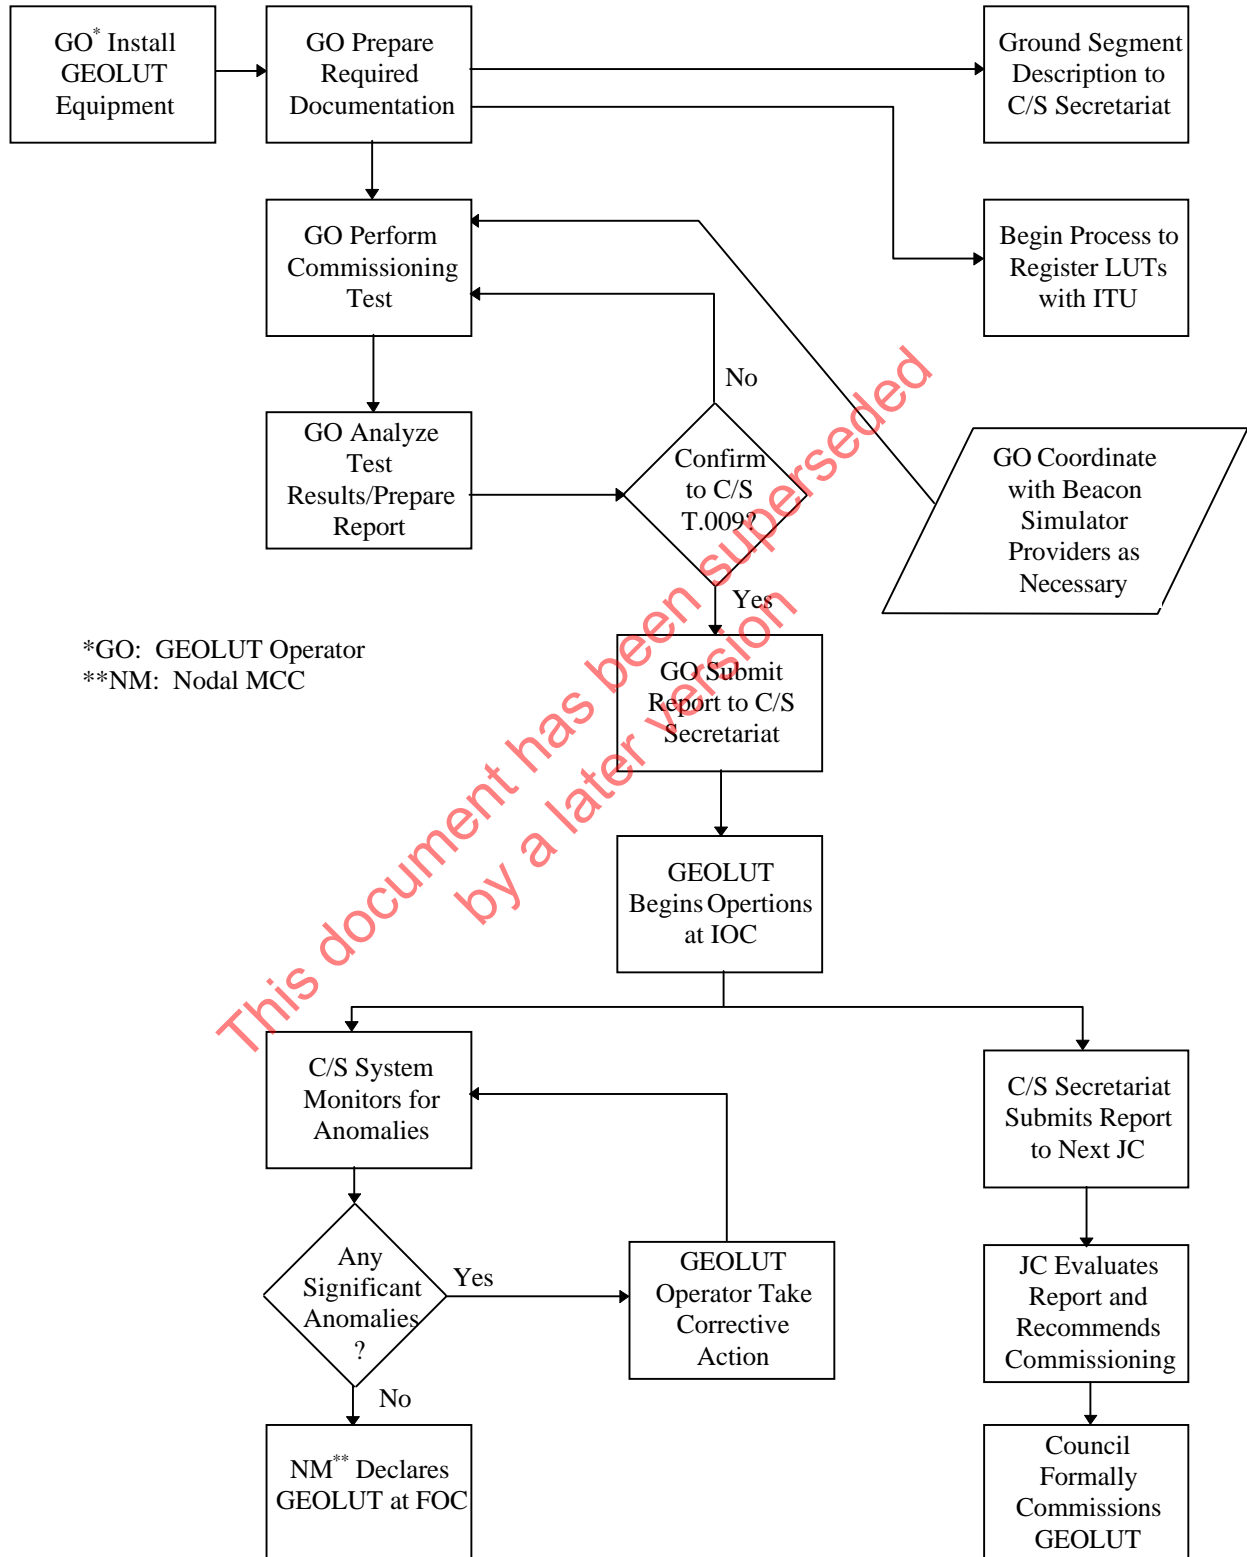 GO* Install
GEOLUT
Equipment
GO Prepare
Required
Documentation
Ground Segment
Description to
C/S Secretariat
GO Perform
Commissioning
Test
Begin Process to
Register LUTs
with ITU
No
GO Analyze
Test
Results/Prepare
Report
Confirm
to C/S
T.009?
GO Coordinate
with Beacon
Simulator
Providers as
Necessary
Yes
*GO: GEOLUT Operator
**NM: Nodal MCC
GO Submit
Report to C/S
Secretariat
GEOLUT
Begins Opertions
at IOC
This document has been superseded
by a later version
C/S System
Monitors for
Anomalies
C/S Secretariat
Submits Report
to Next JC
Any
Significant
Anomalies
?
Yes
GEOLUT
Operator Take
Corrective
Action
JC Evaluates
Report and
Recommends
Commissioning
No
NM** Declares
GEOLUT at FOC
Council
Formally
Commissions
GEOLUT